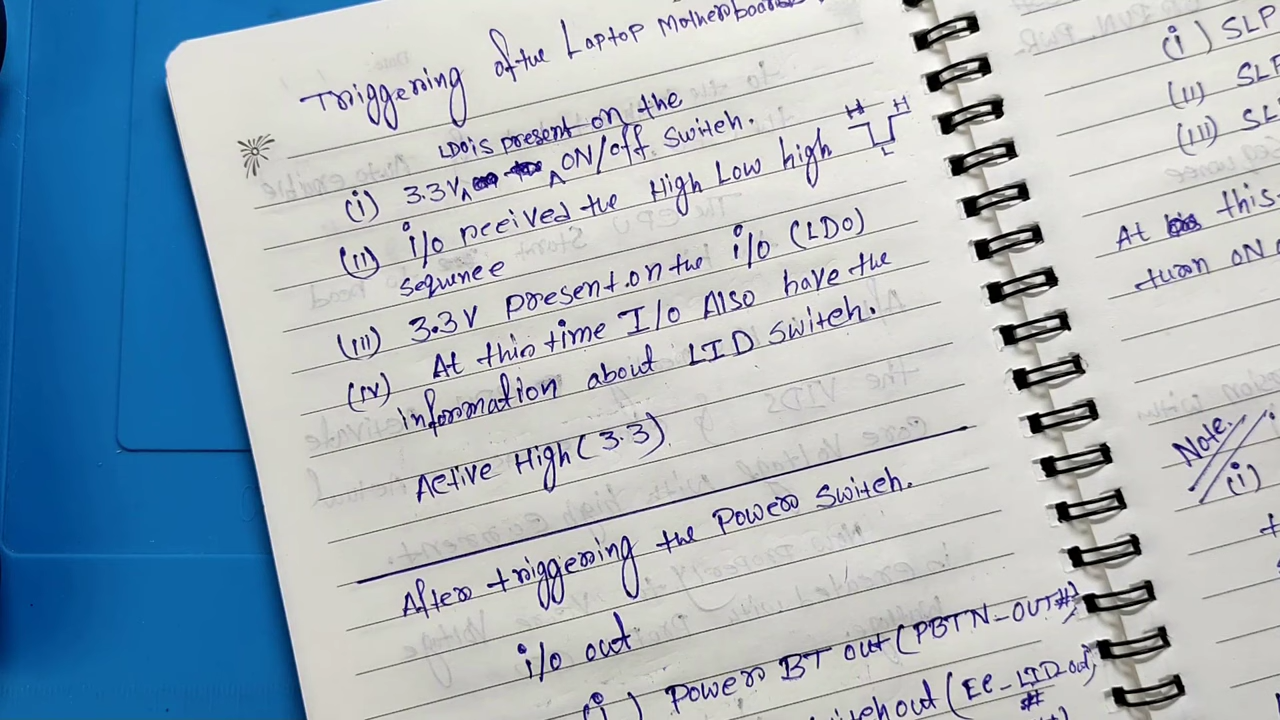 Triggering of the Laptop Motherboard
LDO is present on the
(i) 3.3V ON/off Switch.
(ii) i/o received the High Low high H H L
sequnee
(iii) 3.3V present on the i/o (LDO)
(iv) At this time I/o Also have the
information about LID Switch.
Active High (3.3)
After triggering the Power Switch.
i/o out
(i) Power BT out (PBTN-OUT#)
out (EC-LID out,
(i) SLP
(ii) SL
(iii) SL
At this
turn ON
Note.
(i)